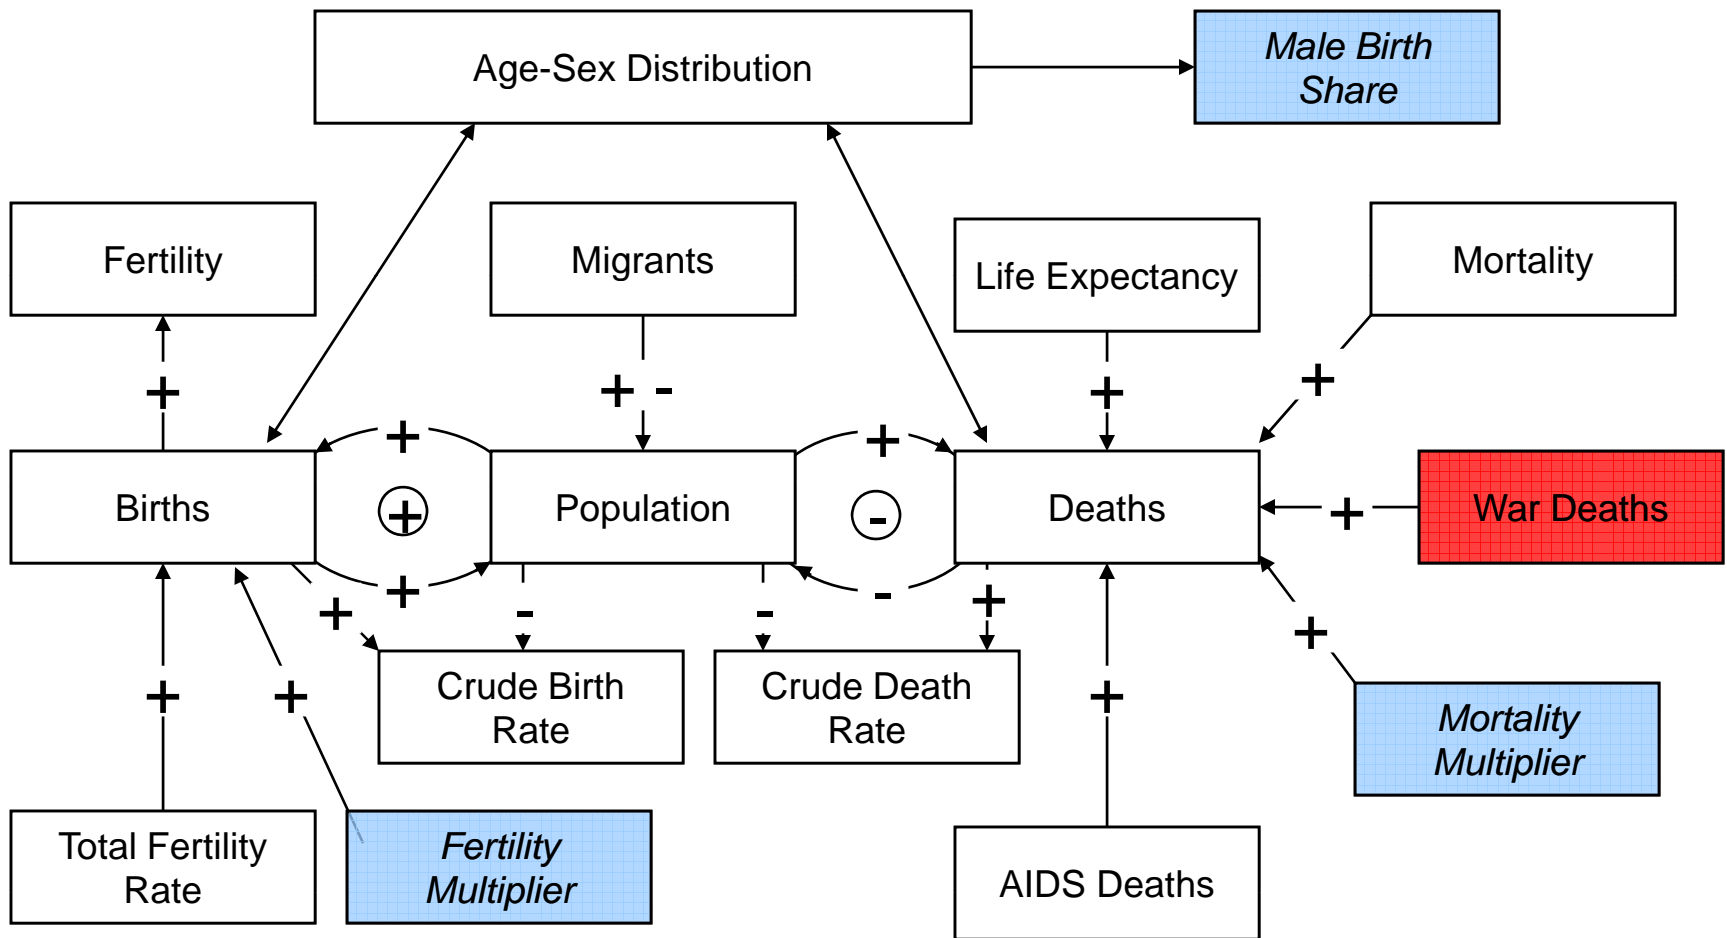 Age-Sex Distribution
Male Birth
Share
Fertility
Migrants
Life Expectancy
Mortality
+
+ -
+
+
+
+
Births
+
Population
-
Deaths
+
War Deaths
+
-
+
-
-
+
+
+
+
+
Crude Birth
Rate
Crude Death
Rate
Mortality
Multiplier
Total Fertility
Rate
Fertility
Multiplier
AIDS Deaths